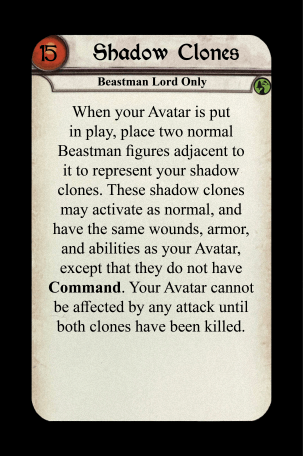 15
Shadow Clones
Beastman Lord Only
When your Avatar is put
in play, place two normal
Beastman figures adjacent to
it to represent your shadow
clones. These shadow clones
may activate as normal, and
have the same wounds, armor,
and abilities as your Avatar,
except that they do not have
Command. Your Avatar cannot
be affected by any attack until
both clones have been killed.